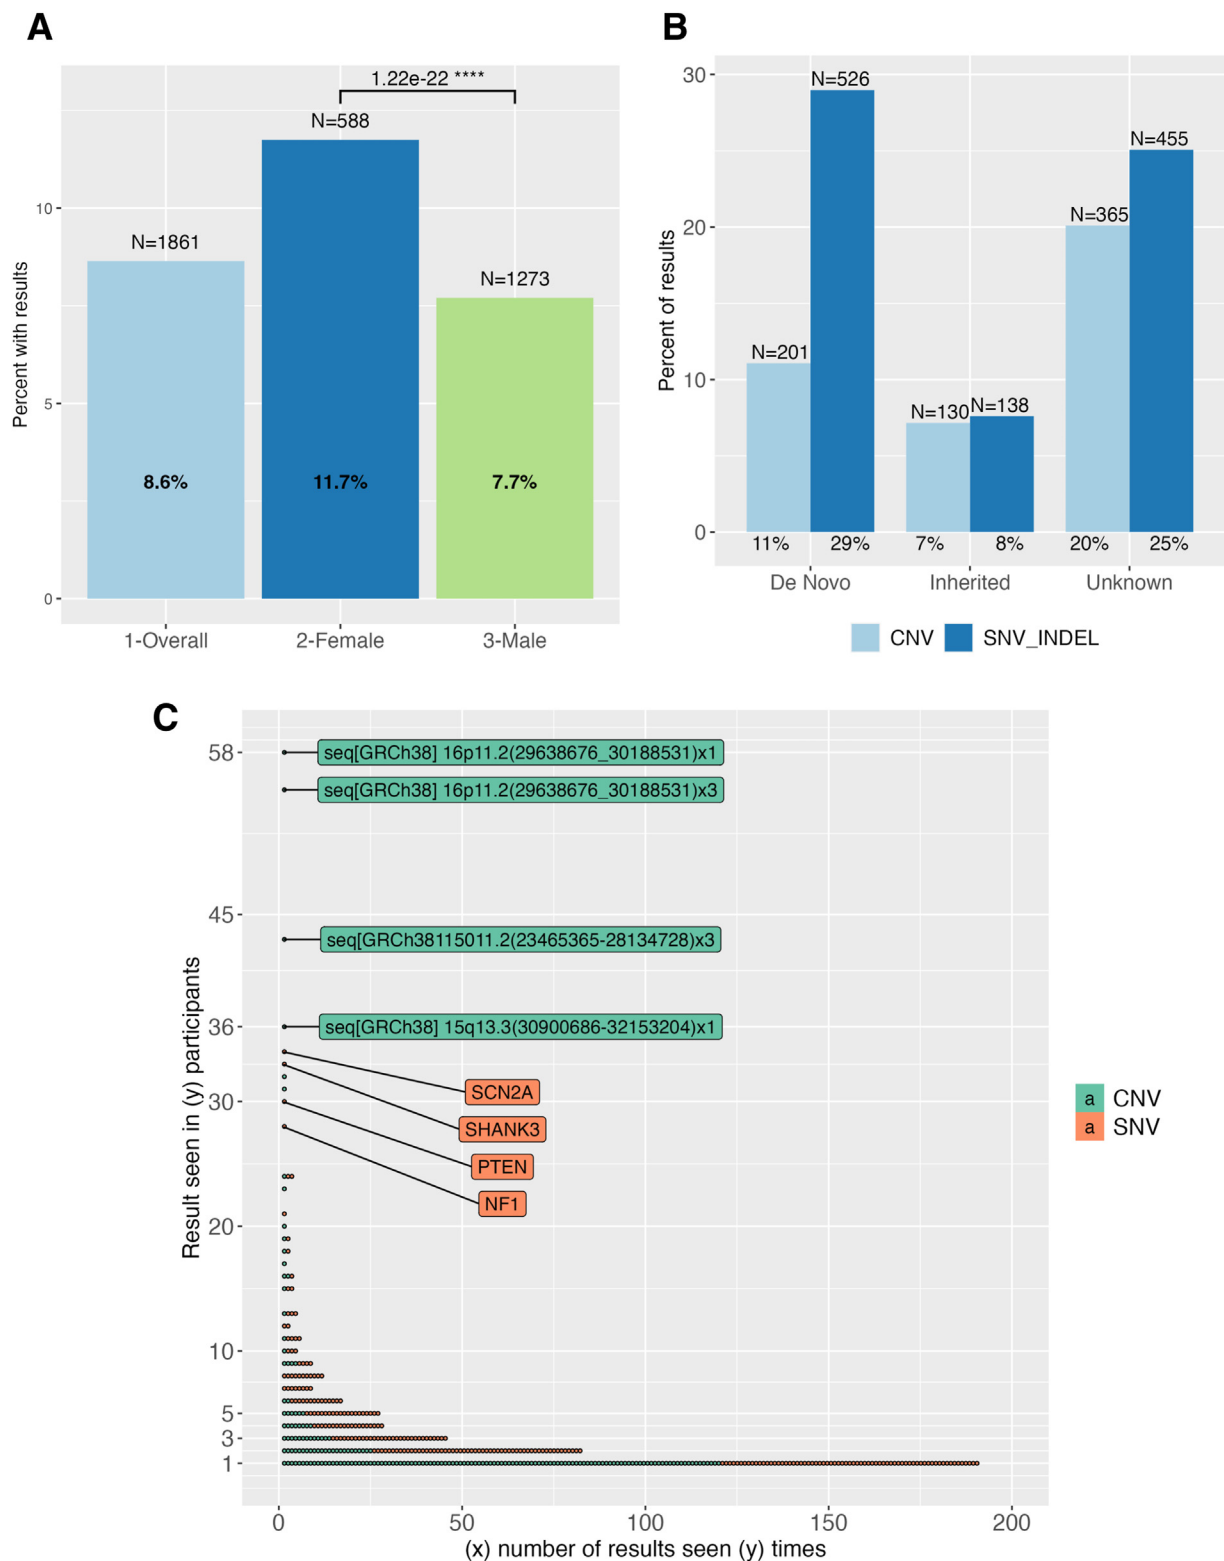 A
1.22e-22 ****
N=588
N=1861
N=1273
Percent with results
10
5
0
8.6%
11.7%
7.7%
1-Overall
2-Female
3-Male
B
30
20
10
0
Percent of results
N=526
N=455
N=365
N=201
N=130
N=138
11%
29%
7%
8%
20%
25%
De Novo
Inherited
Unknown
CNV
SNV_INDEL
C
58
45
36
30
20
10
5
3
1
Result seen in (y) participants
seq[GRCh38] 16p11.2(29638676_30188531)x1
seq[GRCh38] 16p11.2(29638676_30188531)x3
seq[GRCh38115011.2(23465365-28134728)x3
seq[GRCh38] 15q13.3(30900686-32153204)x1
SCN2A
SHANK3
PTEN
NF1
a CNV
a SNV
0
50
100
150
200
(x) number of results seen (y) times